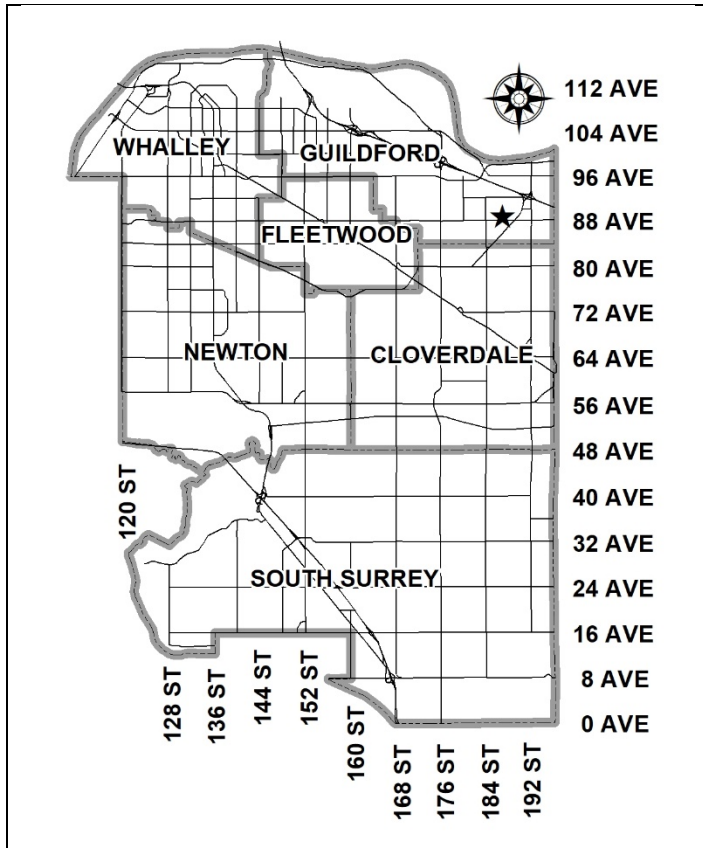 112 AVE
104 AVE
WHALLEY
GUILDFORD
96 AVE
88 AVE
FLEETWOOD
80 AVE
72 AVE
NEWTON
CLOVERDALE
64 AVE
56 AVE
48 AVE
120 ST
40 AVE
32 AVE
SOUTH SURREY
24 AVE
16 AVE
8 AVE
0 AVE
128 ST
136 ST
144 ST
152 ST
160 ST
168 ST
176 ST
184 ST
192 ST